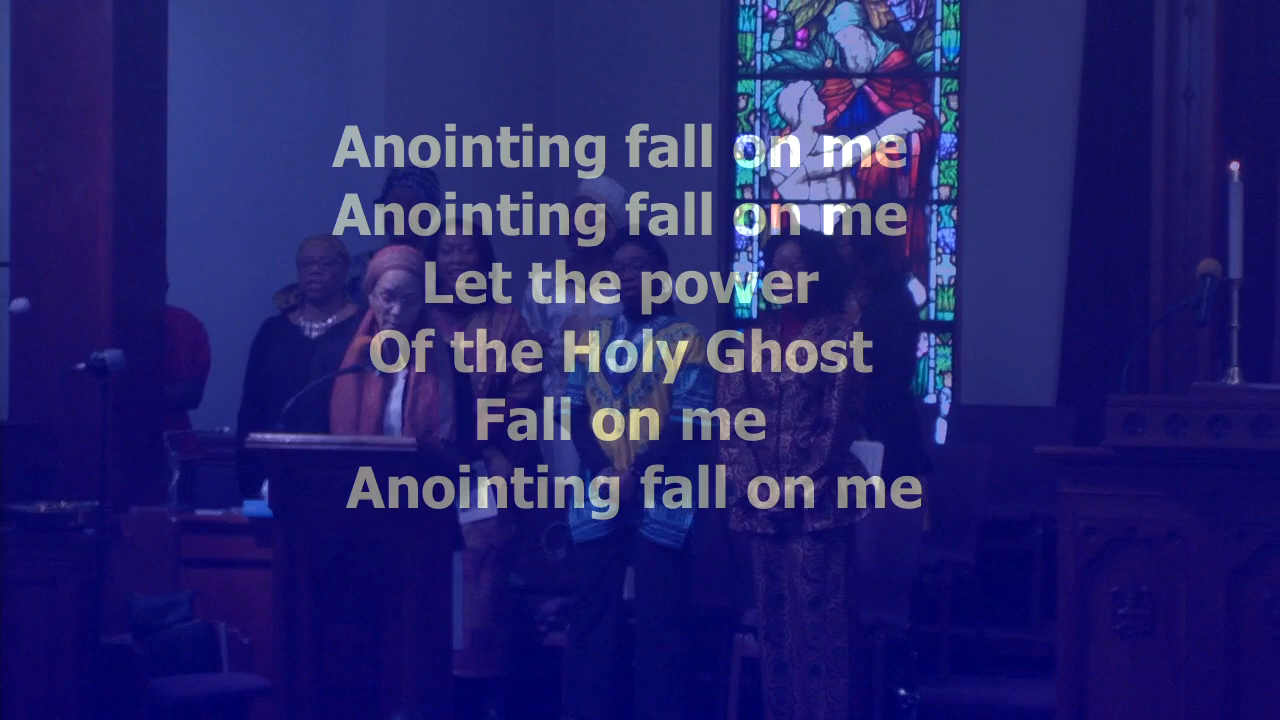 Anointing fall on me
Anointing fall on me
Let the power
Of the Holy Ghost
Fall on me
Anointing fall on me